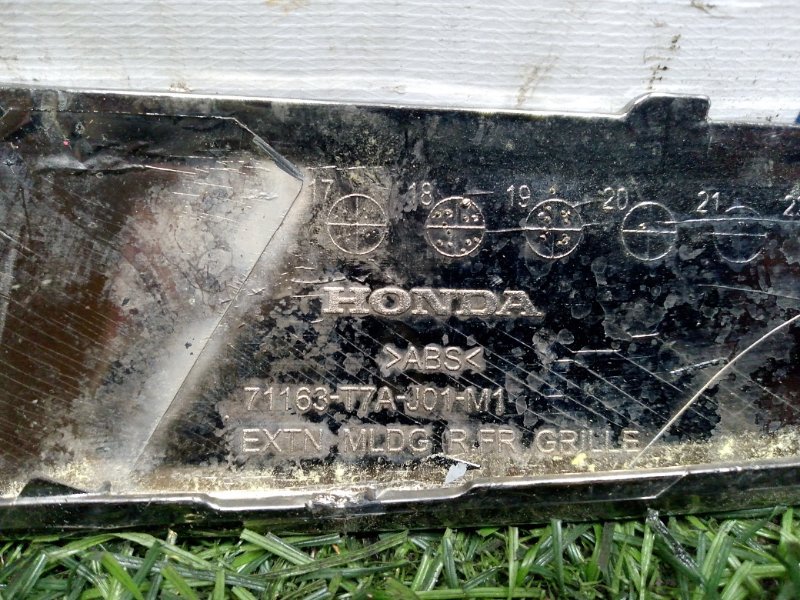 17 18 19 20 21
HONDA
>ABS<
71163-T7A-J01-M1
EXTN MLDG R.FR GRILLE